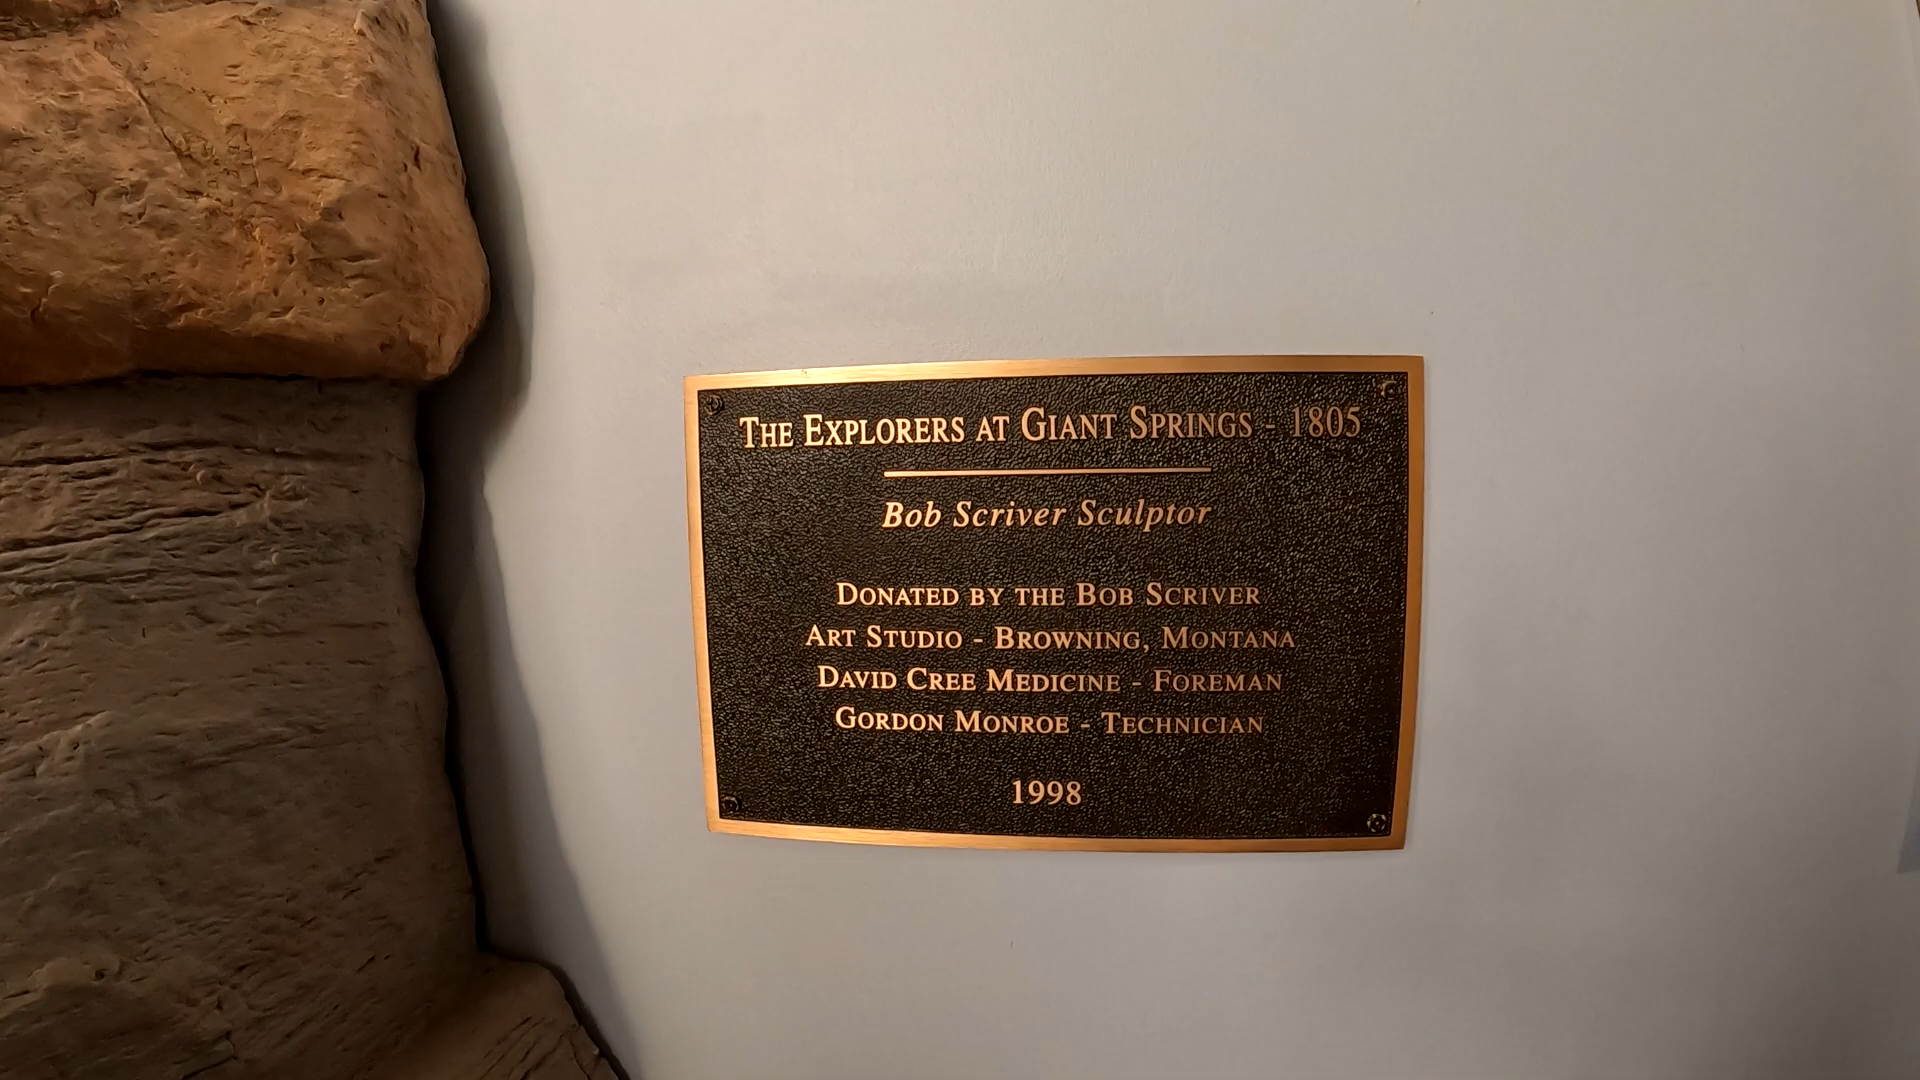 The Explorers at Giant Springs - 1805
Bob Scriver Sculptor
Donated by the Bob Scriver
Art Studio - Browning, Montana
David Cree Medicine - Foreman
Gordon Monroe - Technician
1998